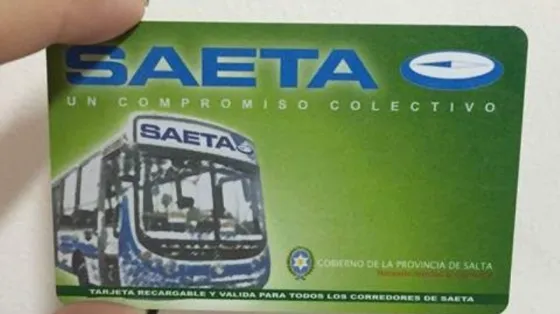 SAETA
UN COMPROMISO COLECTIVO
SAETA
GOBIERNO DE LA PROVINCIA DE SALTA
TARJETA RECARGABLE Y VALIDA PARA TODOS LOS CORREDORES DE SAETA